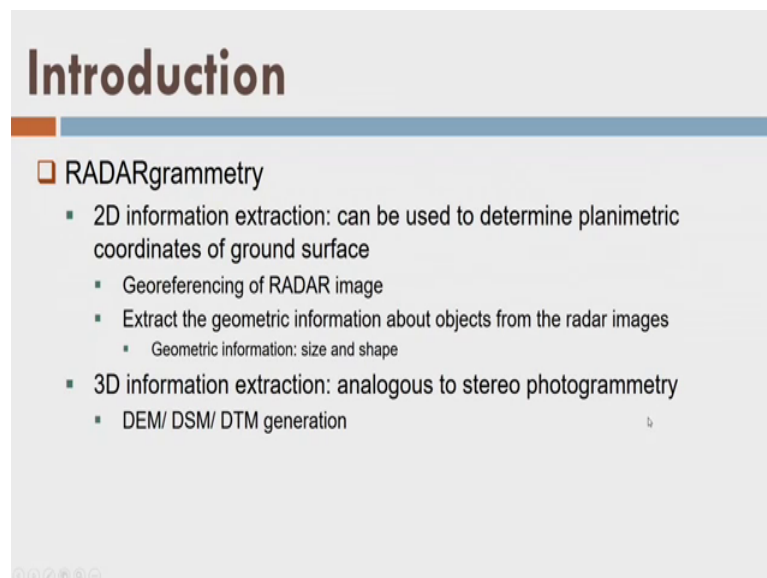 Introduction
RADARgrammetry
2D information extraction: can be used to determine planimetric
coordinates of ground surface
Georeferencing of RADAR image
Extract the geometric information about objects from the radar images
Geometric information: size and shape
3D information extraction: analogous to stereo photogrammetry
DEM/ DSM/ DTM generation